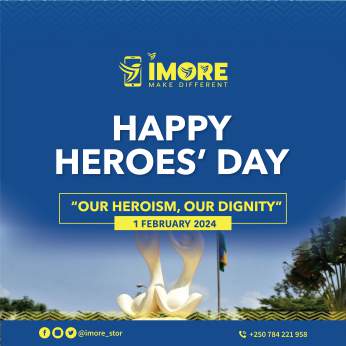 IMORE
MAKE DIFFERENT
HAPPY
HEROES' DAY
"OUR HEROISM, OUR DIGNITY"
1 FEBRUARY 2024
@imore_stor
+250 784 221 958